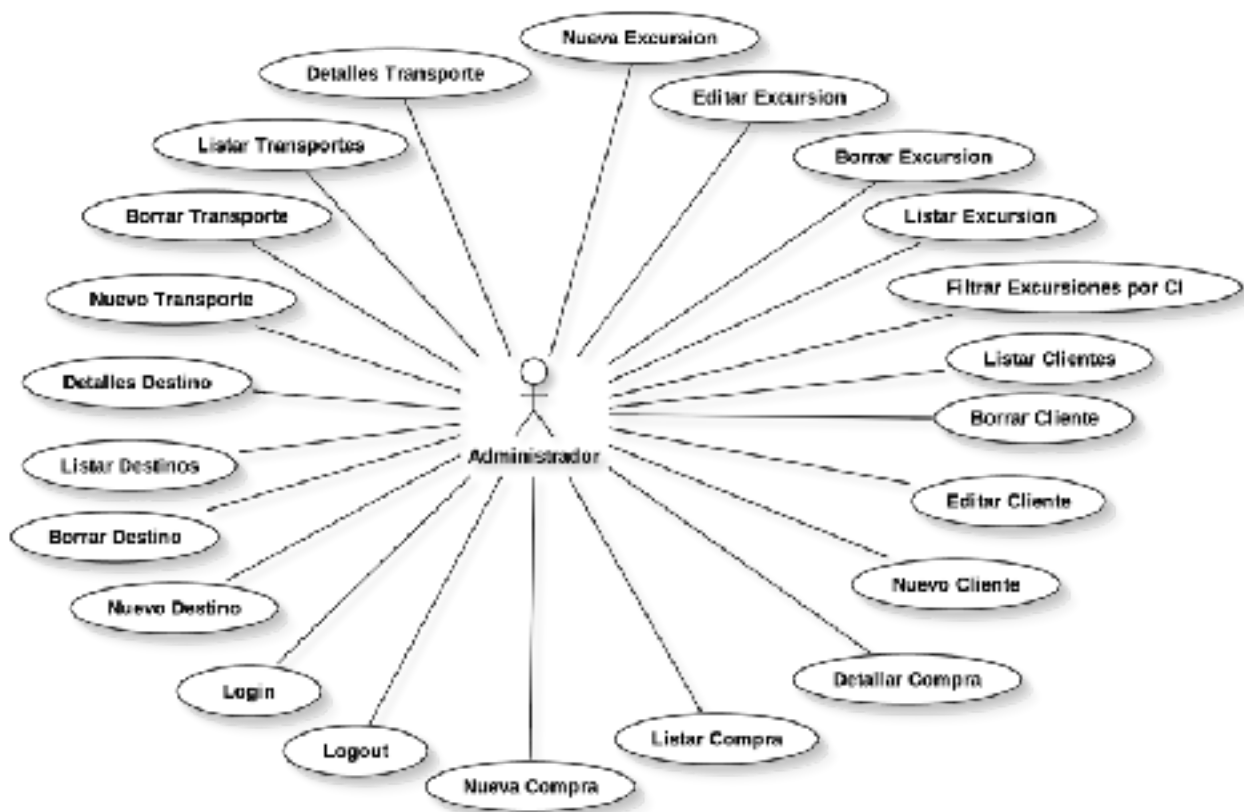 Nueva Excursion
Detalles Transporte
Editar Excursion
Listar Transportes
Borrar Excursion
Borrar Transporte
Listar Excursion
Nuevo Transporte
Filtrar Excursiones por CI
Listar Clientes
Detalles Destino
Borrar Cliente
Administrador
Listar Destinos
Editar Cliente
Borrar Destino
Nuevo Cliente
Nuevo Destino
Detallar Compra
Login
Listar Compra
Logout
Nueva Compra